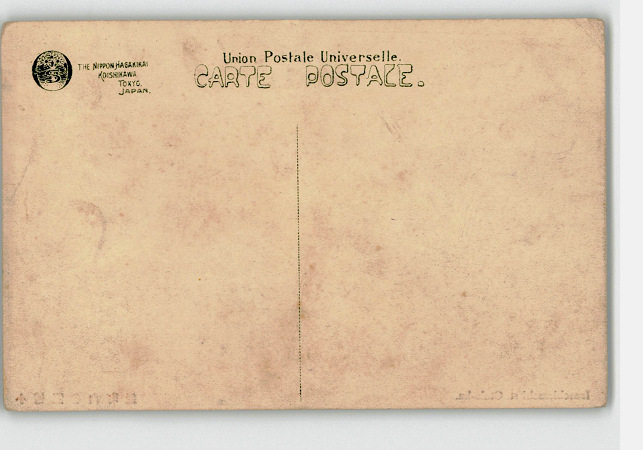 THE NIPPON HAGAKIKAI
KOISHIKAWA
TOKYO,
JAPAN.
Union Postale Universelle.
CARTE POSTALE.